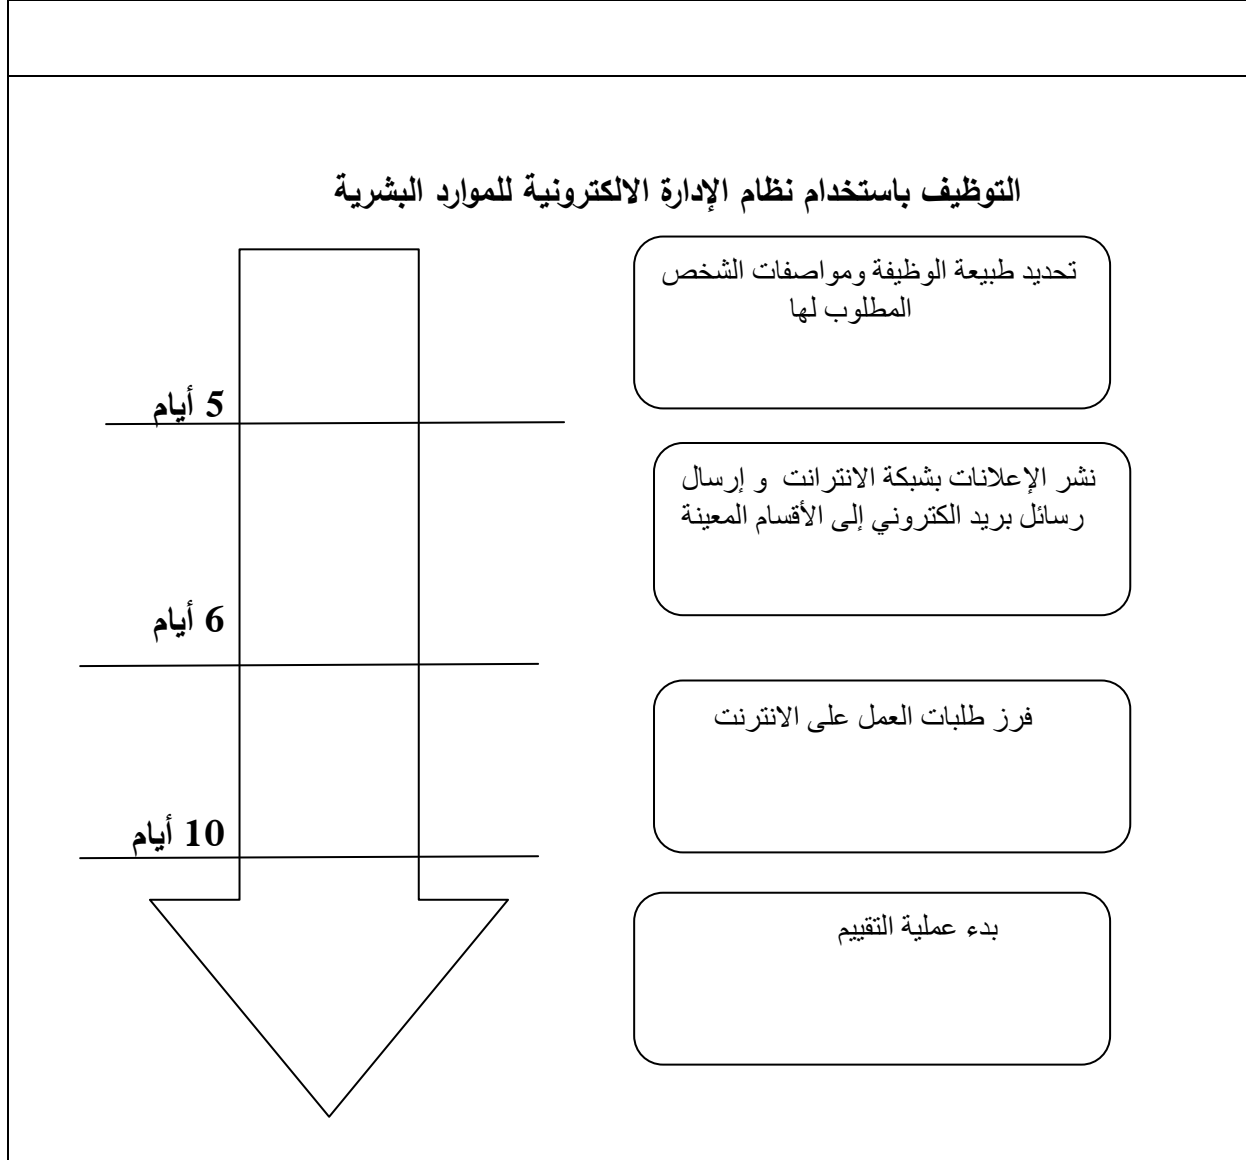 التوظيف باستخدام نظام الإدارة الالكترونية للموارد البشرية
تحديد طبيعة الوظيفة ومواصفات الشخص
المطلوب لها
5 أيام
نشر الإعلانات بشبكة الانترانت و إرسال
رسائل بريد الكتروني إلى الأقسام المعينة
6 أيام
فرز طلبات العمل على الانترنت
10 أيام
بدء عملية التقييم